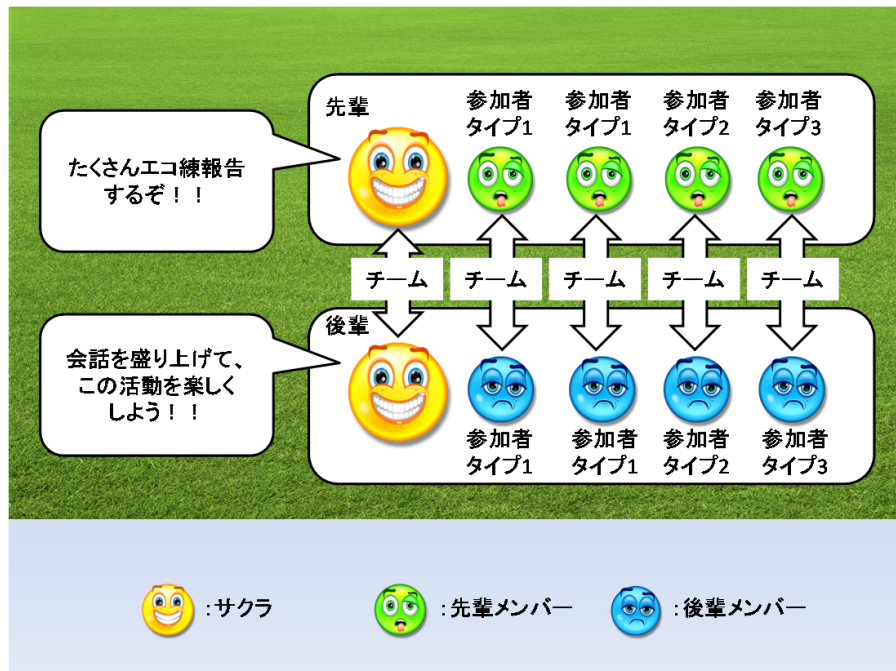 先輩
参加者
タイプ1
参加者
タイプ1
参加者
タイプ2
参加者
タイプ3
たくさんエコ練報告
するぞ！！
チーム
チーム
チーム
チーム
チーム
後輩
会話を盛り上げて、
この活動を楽しく
しよう！！
参加者
タイプ1
参加者
タイプ1
参加者
タイプ2
参加者
タイプ3
:サクラ
:先輩メンバー
:後輩メンバー